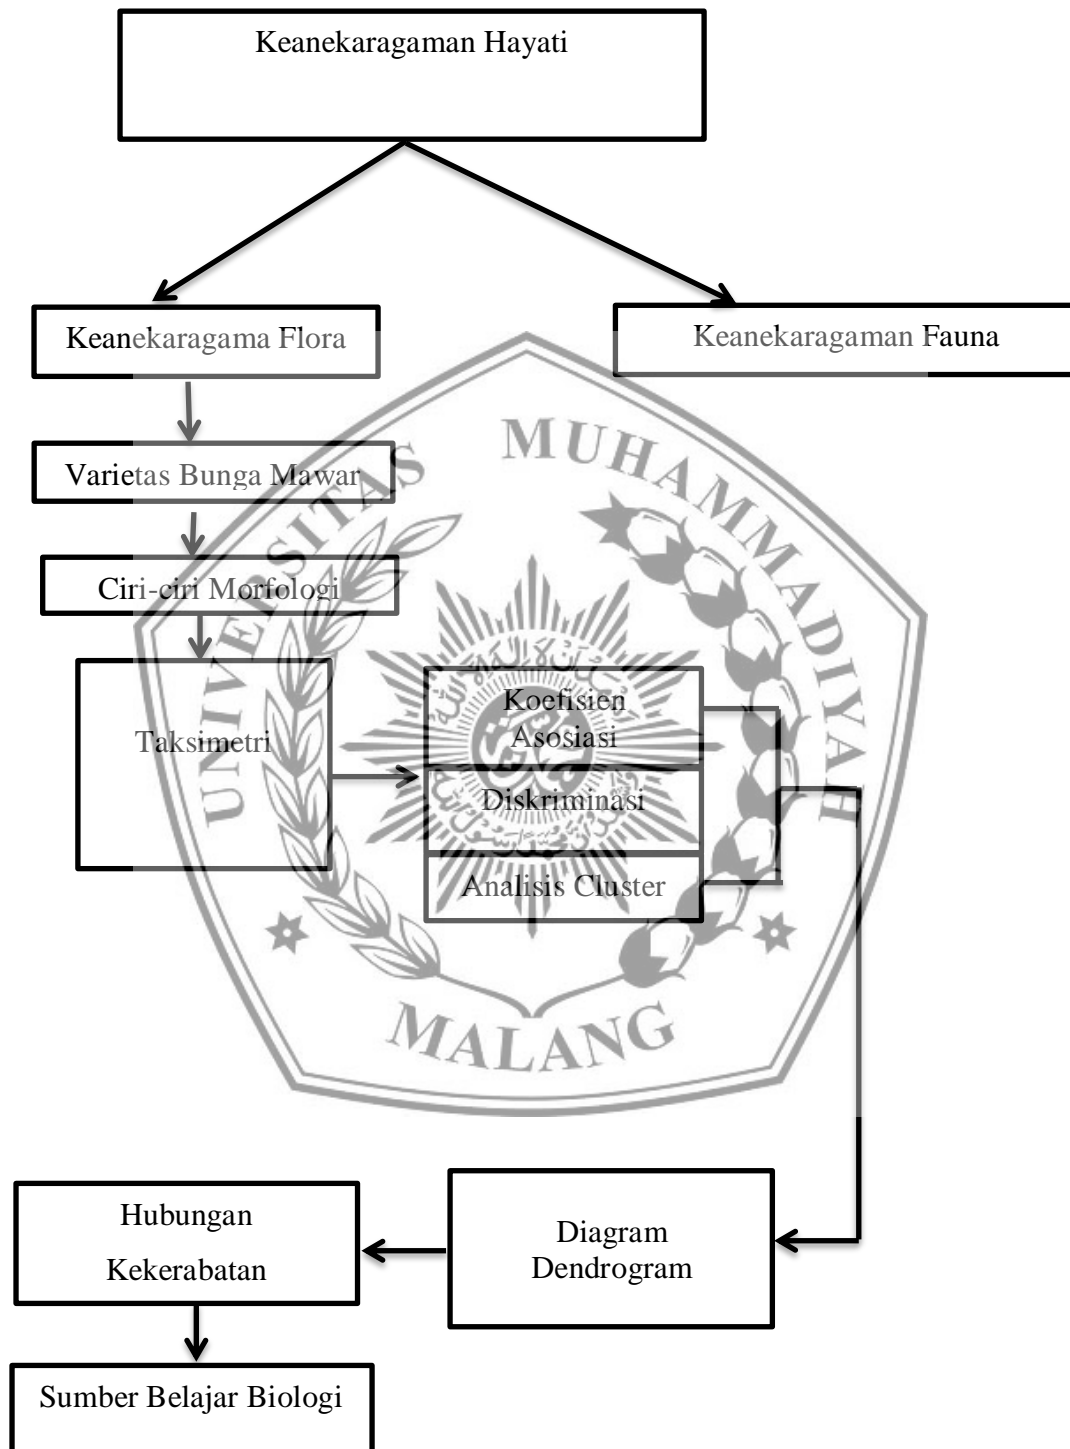 Keanekaragaman Hayati
Keanekaragama Flora
Keanekaragaman Fauna
Varietas Bunga Mawar
Ciri-ciri Morfologi
Taksimetri
Koefisien
Asosiasi
Diskriminasi
Analisis Cluster
Diagram
Dendrogram
Hubungan
Kekerabatan
Sumber Belajar Biologi
UNIVERSITAS MUHAMMADIYAH
MALANG